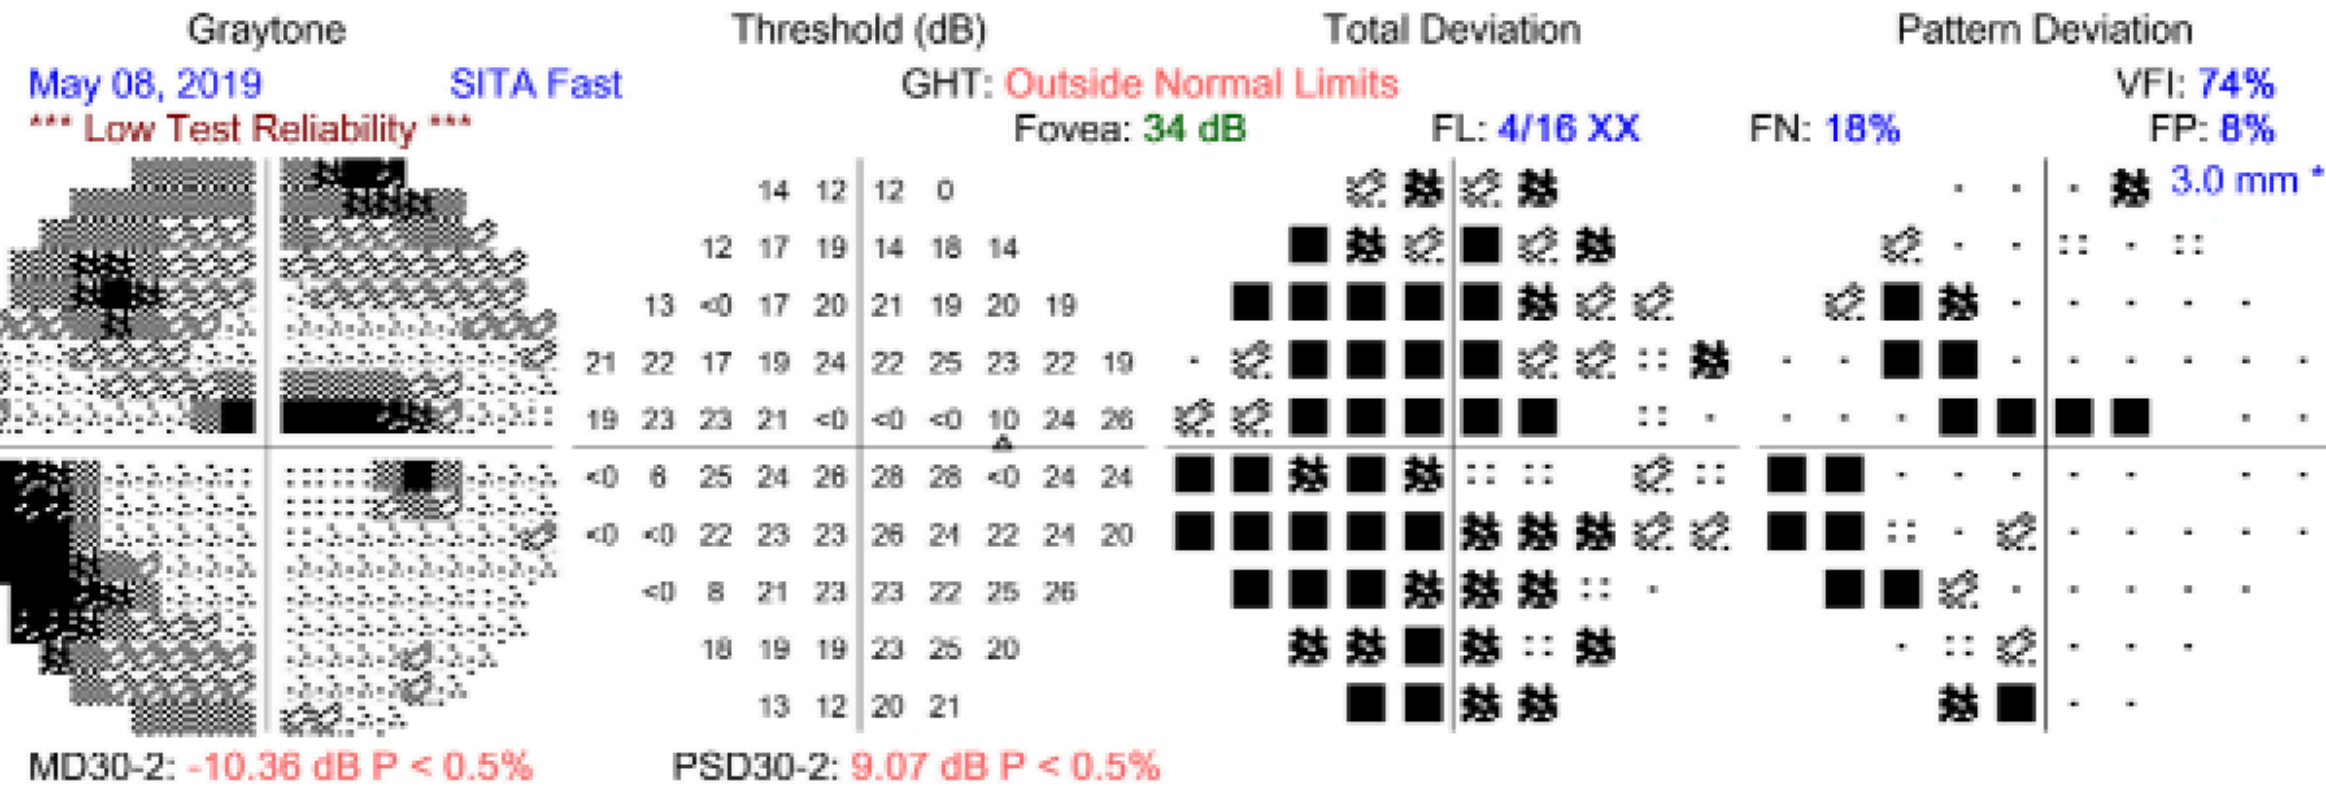 Graytone Threshold (dB) Total Deviation Pattern Deviation
May 08, 2019 SITA Fast GHT: Outside Normal Limits VFI: 74%
*** Low Test Reliability *** Fovea: 34 dB FL: 4/16 XX FN: 18% FP: 8%
3.0 mm *
14 12 12 0
12 17 19 14 18 14
13 <0 17 20 21 19 20 19
21 22 17 19 24 22 25 23 22 19
19 23 23 21 <0 <0 <0 10 24 26
<0 6 25 24 26 28 28 <0 24 24
<0 <0 22 23 23 26 24 22 24 20
<0 8 21 23 23 22 25 26
18 19 19 23 25 20
13 12 20 21
MD30-2: -10.36 dB P < 0.5% PSD30-2: 9.07 dB P < 0.5%